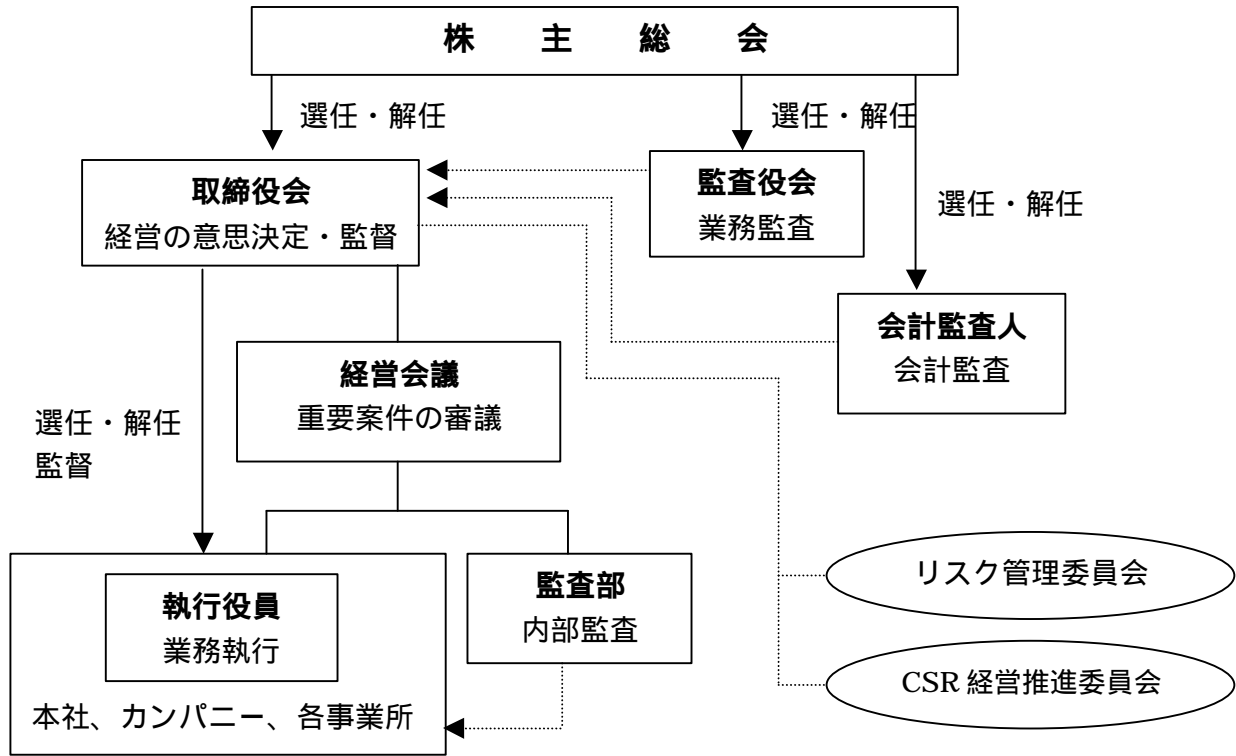 株主総会
選任・解任
選任・解任
取締役会
経営の意思決定・監督
監査役会
業務監査
選任・解任
会計監査人
会計監査
経営会議
重要案件の審議
選任・解任
監督
執行役員
業務執行
本社、カンパニー、各事業所
監査部
内部監査
リスク管理委員会
CSR 経営推進委員会